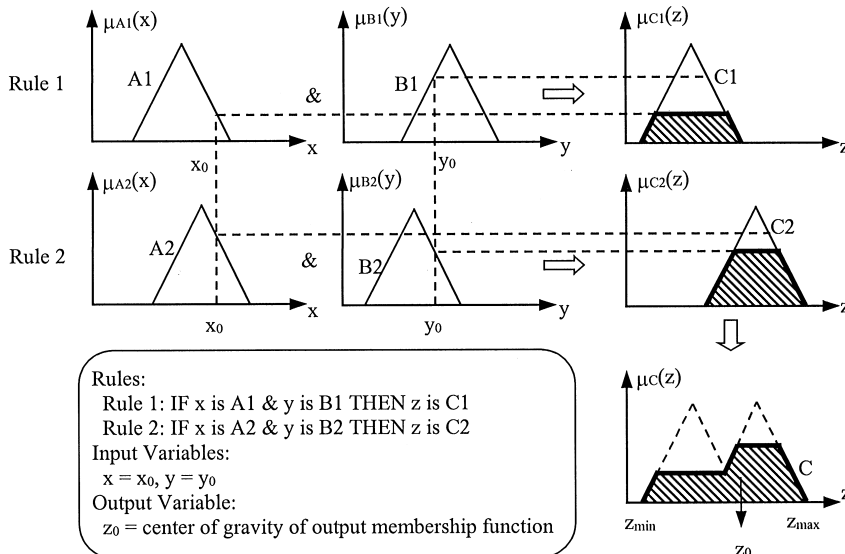 μA1(x)
μB1(y)
μC1(z)
Rule 1
A1
&
B1
C1
x
y
z
x0
y0
μA2(x)
μB2(y)
μC2(z)
Rule 2
A2
&
B2
C2
x
y
z
x0
y0
Rules:
Rule 1: IF x is A1 & y is B1 THEN z is C1
Rule 2: IF x is A2 & y is B2 THEN z is C2
Input Variables:
x = x0, y = y0
Output Variable:
z0 = center of gravity of output membership function
μC(z)
C
z
zmin
zmax
z0